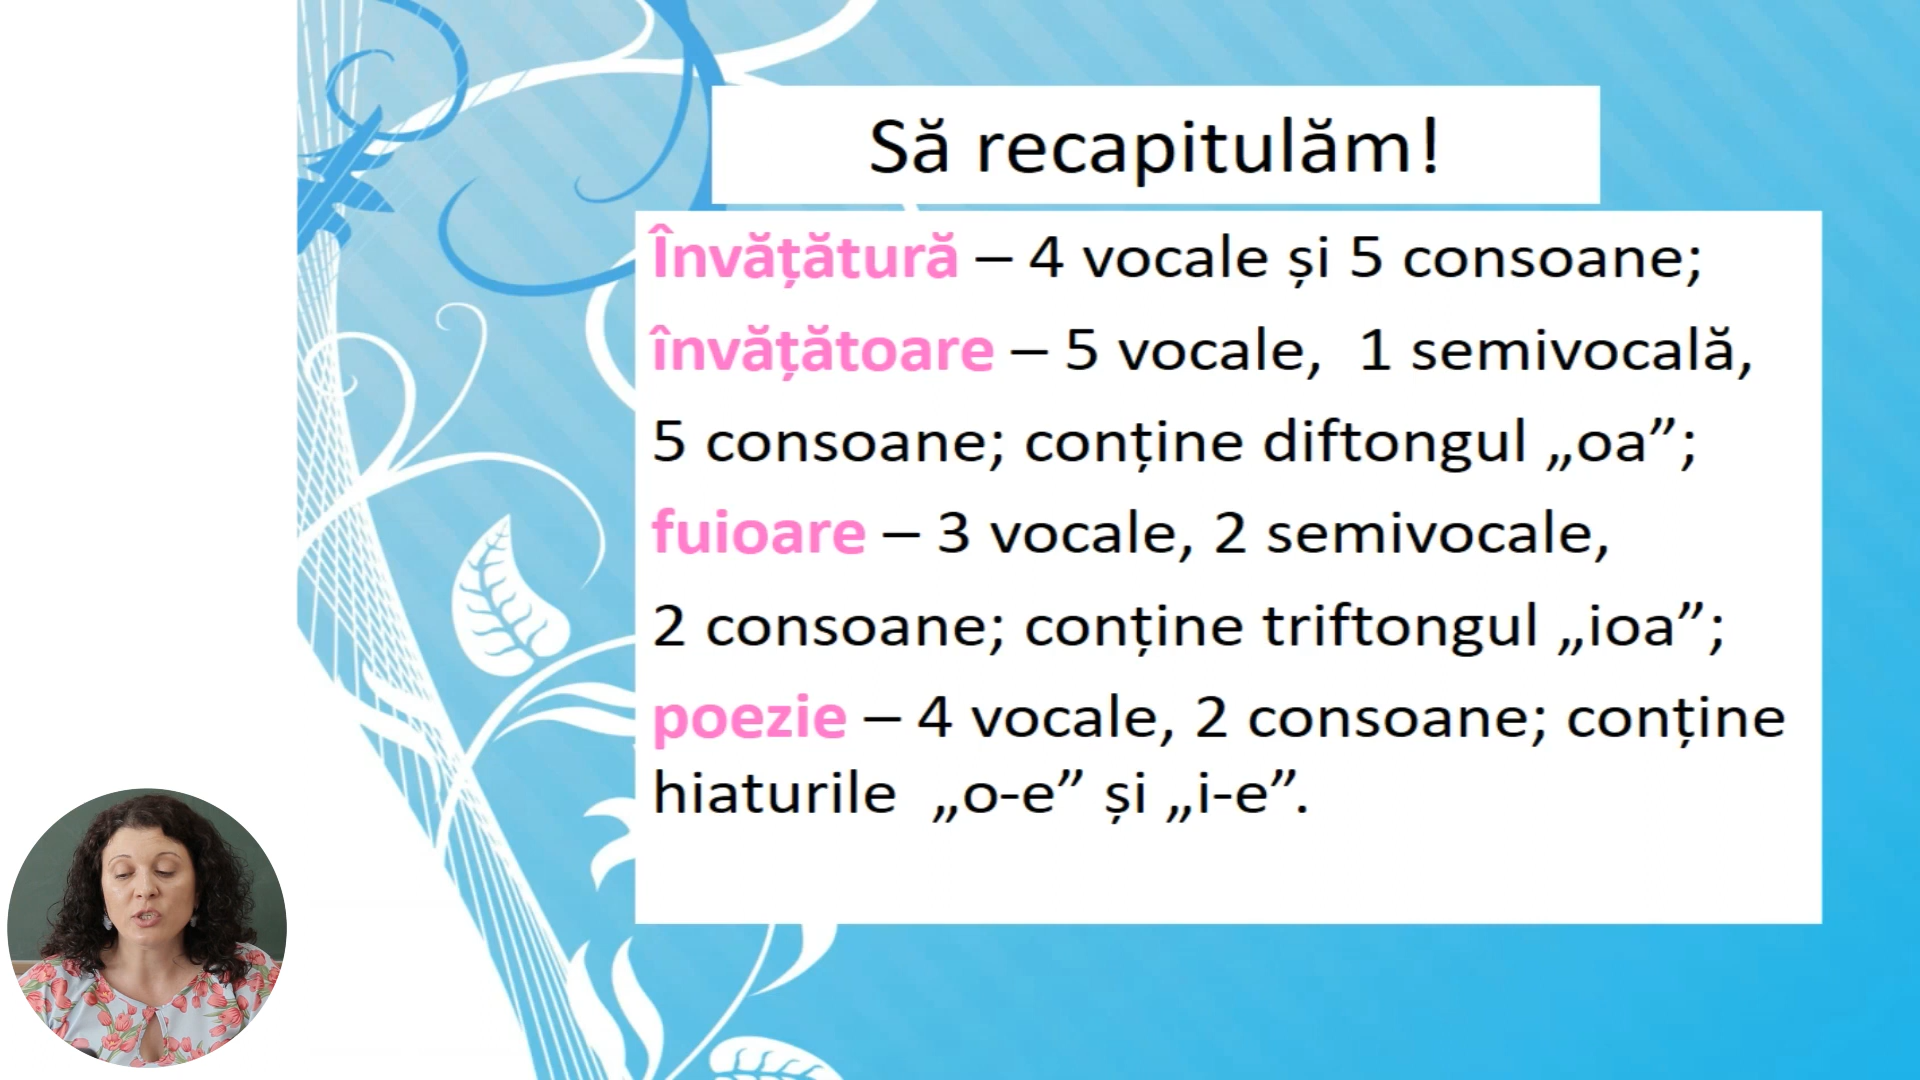 Să recapitulăm!
Învățătură – 4 vocale și 5 consoane;
învățătoare – 5 vocale,  1 semivocală,
5 consoane; conține diftongul „oa”;
fuioare – 3 vocale, 2 semivocale,
2 consoane; conține triftongul „ioa”;
poezie – 4 vocale, 2 consoane; conține
hiaturile  „o-e” și „i-e”.